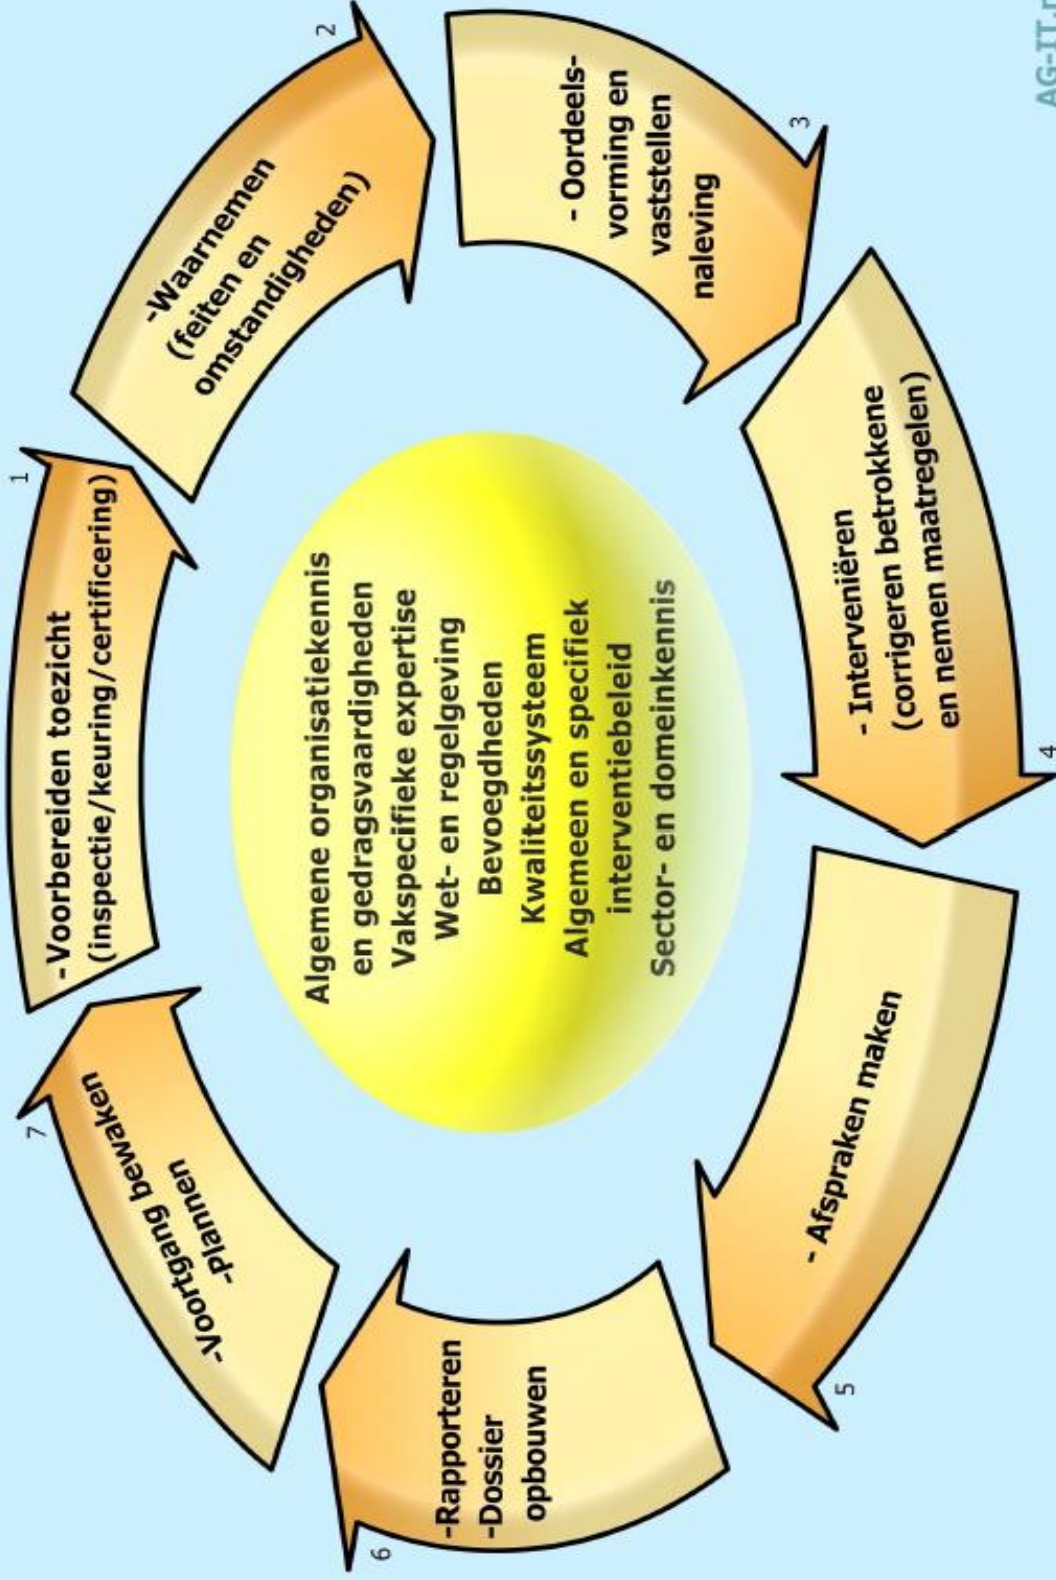 1
-Voorbereiden toezicht
(inspectie/keuring/certificering)
2
-Waarnemen
(feiten en
omstandigheden)
3
- Oordeels-
vorming en
vaststellen
naleving
4
- Interveniëren
(corrigeren betrokkene
en nemen maatregelen)
5
- Afspraken maken
6
-Rapporteren
-Dossier
opbouwen
7
-Voortgang bewaken
-Plannen
Algemene organisatiekennis
en gedragsvaardigheden
Vakspecifieke expertise
Wet- en regelgeving
Bevoegdheden
Kwaliteitssysteem
Algemeen en specifiek
interventiebeleid
Sector- en domeinkennis